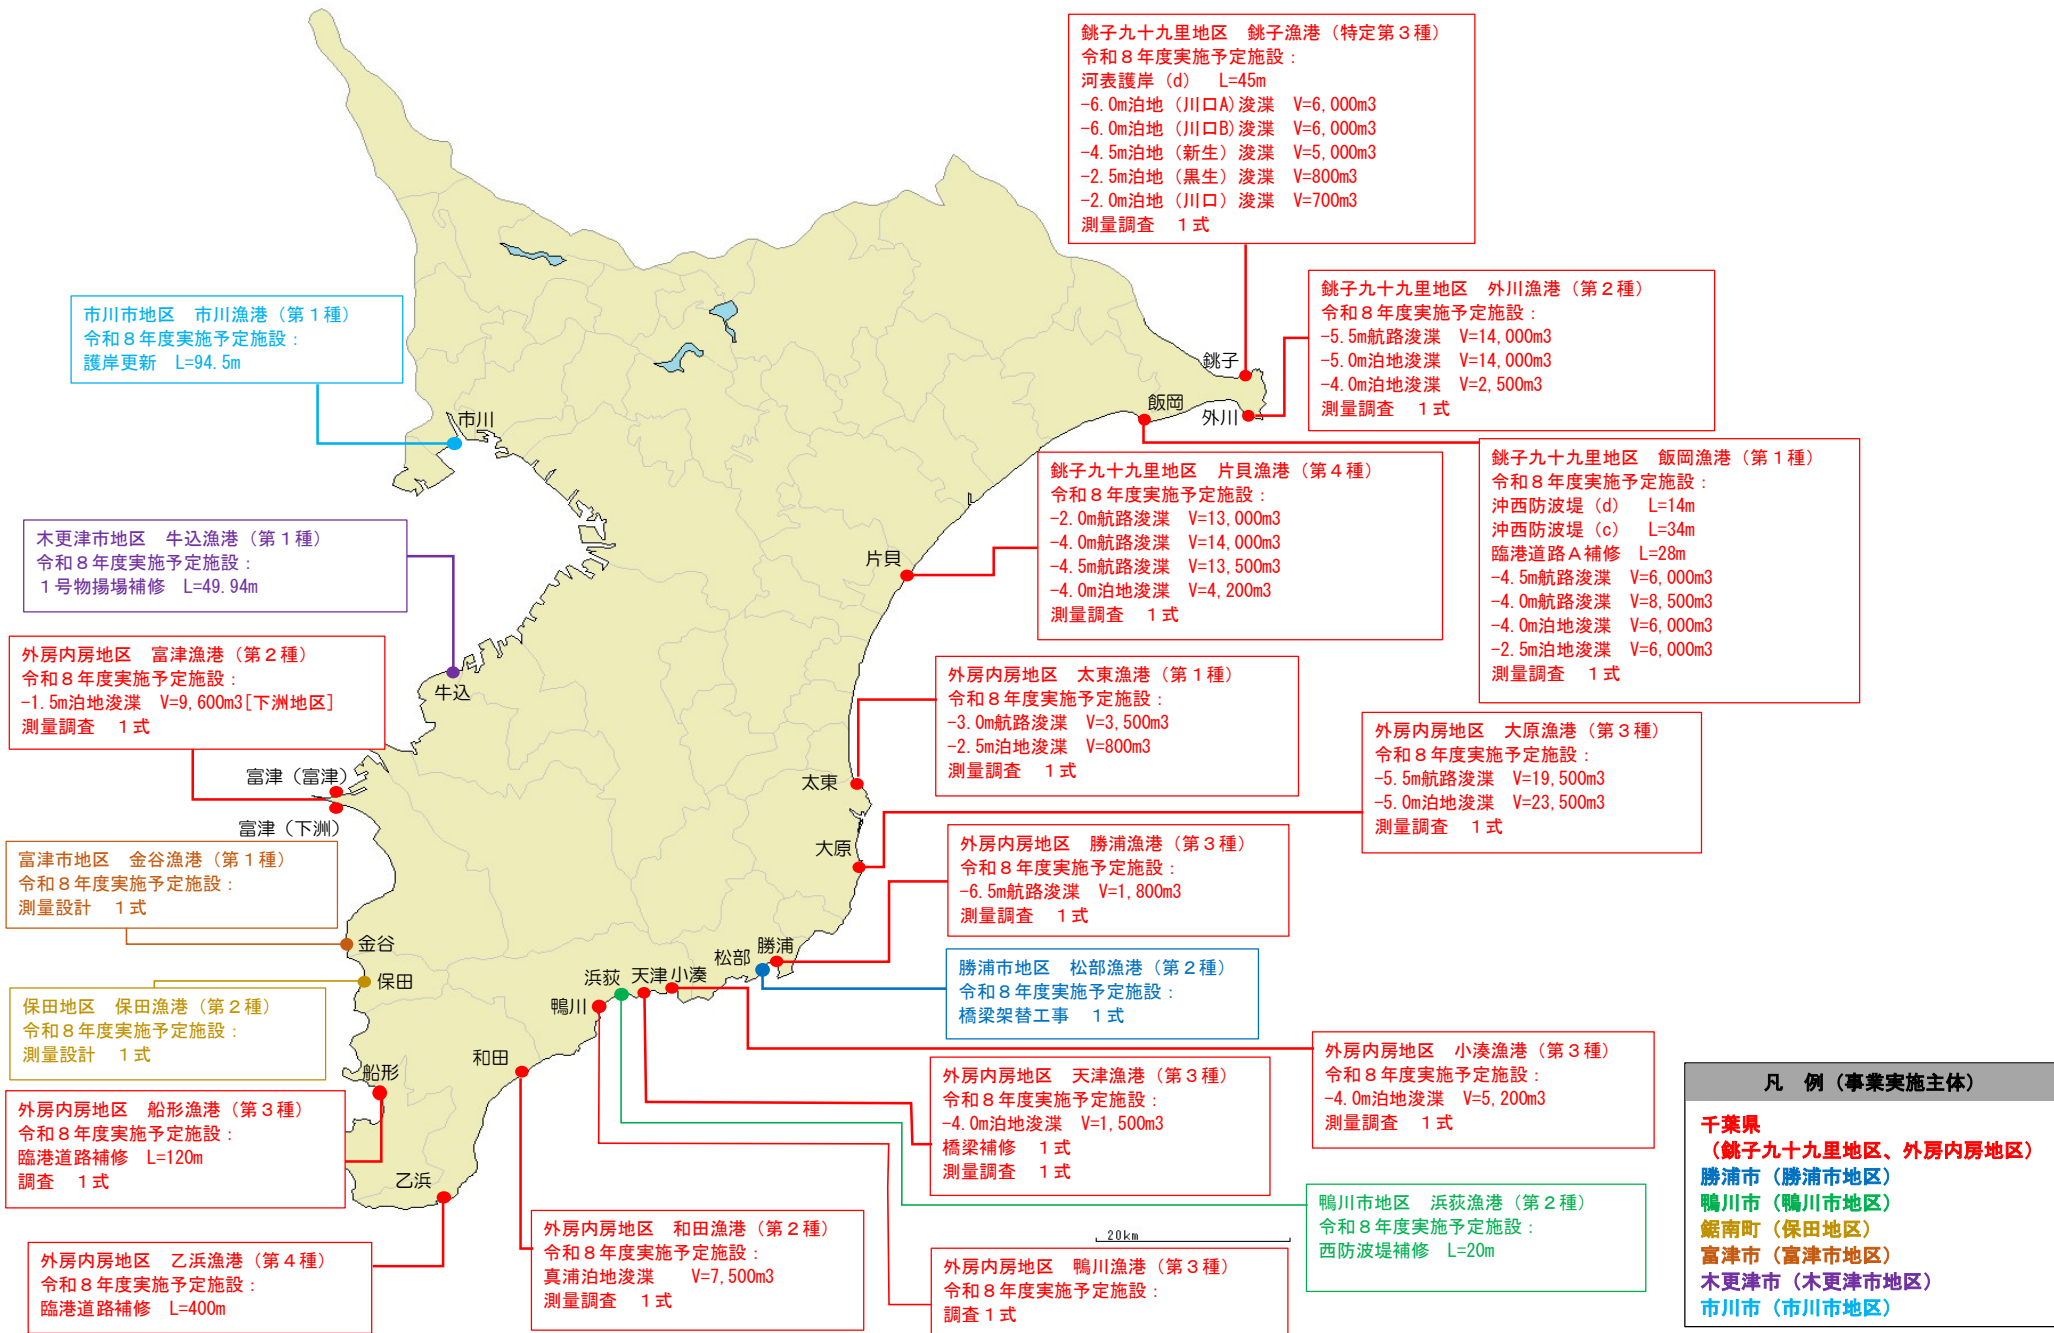 銚子九十九里地区　銚子漁港（特定第３種）
令和８年度実施予定施設：
河表護岸（d）　L=45m
-6.0m泊地（川口A)浚渫　V=6,000m3
-6.0m泊地（川口B)浚渫　V=6,000m3
-4.5m泊地（新生）浚渫　V=5,000m3
-2.5m泊地（黒生）浚渫　V=800m3
-2.0m泊地（川口）浚渫　V=700m3
測量調査　１式
銚子九十九里地区　外川漁港（第２種）
令和８年度実施予定施設：
-5.5m航路浚渫　V=14,000m3
-5.0m泊地浚渫　V=14,000m3
-4.0m泊地浚渫　V=2,500m3
測量調査　１式
市川市地区　市川漁港（第１種）
令和８年度実施予定施設：
護岸更新　L=94.5m
銚子
飯岡
外川
市川
銚子九十九里地区　飯岡漁港（第１種）
令和８年度実施予定施設：
沖西防波堤（d）　L=14m
沖西防波堤（c）　L=34m
臨港道路Ａ補修　L=28m
-4.5m航路浚渫　V=6,000m3
-4.0m航路浚渫　V=8,500m3
-4.0m泊地浚渫　V=6,000m3
-2.5m泊地浚渫　V=6,000m3
測量調査　１式
銚子九十九里地区　片貝漁港（第４種）
令和８年度実施予定施設：
-2.0m航路浚渫　V=13,000m3
-4.0m航路浚渫　V=14,000m3
-4.5m航路浚渫　V=13,500m3
-4.0m泊地浚渫　V=4,200m3
測量調査　１式
片貝
木更津市地区　牛込漁港（第１種）
令和８年度実施予定施設：
１号物揚場補修　L=49.94m
牛込
外房内房地区　富津漁港（第２種）
令和８年度実施予定施設：
-1.5m泊地浚渫　V=9,600m3[下洲地区]
測量調査　１式
富津（富津）
富津（下洲）
外房内房地区　太東漁港（第１種）
令和８年度実施予定施設：
-3.0m航路浚渫　V=3,500m3
-2.5m泊地浚渫　V=800m3
測量調査　１式
太東
外房内房地区　大原漁港（第３種）
令和８年度実施予定施設：
-5.5m航路浚渫　V=19,500m3
-5.0m泊地浚渫　V=23,500m3
測量調査　１式
大原
外房内房地区　勝浦漁港（第３種）
令和８年度実施予定施設：
-6.5m航路浚渫　V=1,800m3
測量調査　１式
富津市地区　金谷漁港（第１種）
令和８年度実施予定施設：
測量設計　１式
金谷
保田
保田地区　保田漁港（第２種）
令和８年度実施予定施設：
測量設計　１式
松部
勝浦
浜荻
天津
小湊
鴨川
勝浦市地区　松部漁港（第２種）
令和８年度実施予定施設：
橋梁架替工事　１式
和田
船形
乙浜
外房内房地区　小湊漁港（第３種）
令和８年度実施予定施設：
-4.0m泊地浚渫　V=5,200m3
測量調査　１式
外房内房地区　天津漁港（第３種）
令和８年度実施予定施設：
-4.0m泊地浚渫　V=1,500m3
橋梁補修　１式
測量調査　１式
外房内房地区　船形漁港（第３種）
令和８年度実施予定施設：
臨港道路補修　L=120m
調査　１式
鴨川市地区　浜荻漁港（第２種）
令和８年度実施予定施設：
西防波堤補修　L=20m
外房内房地区　和田漁港（第２種）
令和８年度実施予定施設：
真浦泊地浚渫　　V=7,500m3
測量調査　１式
外房内房地区　乙浜漁港（第４種）
令和８年度実施予定施設：
臨港道路補修　L=400m
外房内房地区　鴨川漁港（第３種）
令和８年度実施予定施設：
調査１式
20km
凡　例（事業実施主体）
千葉県
（銚子九十九里地区、外房内房地区）
勝浦市（勝浦市地区）
鴨川市（鴨川市地区）
鋸南町（保田地区）
富津市（富津市地区）
木更津市（木更津市地区）
市川市（市川市地区）